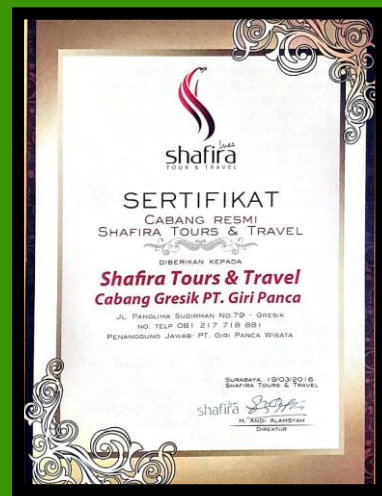 شفيرا
shafira
TOUR & TRAVEL
SERTIFIKAT
CABANG RESMI
SHAFIRA TOURS & TRAVEL
DIBERIKAN KEPADA
Shafira Tours & Travel
Cabang Gresik PT. Giri Panca
JL. PANGLIMA SUDIRMAN NO.79 - GRESIK
NO. TELP 081 217 718 881
PENANGGUNG JAWAB: PT. GIRI PANCA WISATA
SURABAYA, 19/03/2016
SHAFIRA TOURS & TRAVEL
shafira
H. ANDI ALAMSYAH
DIREKTUR